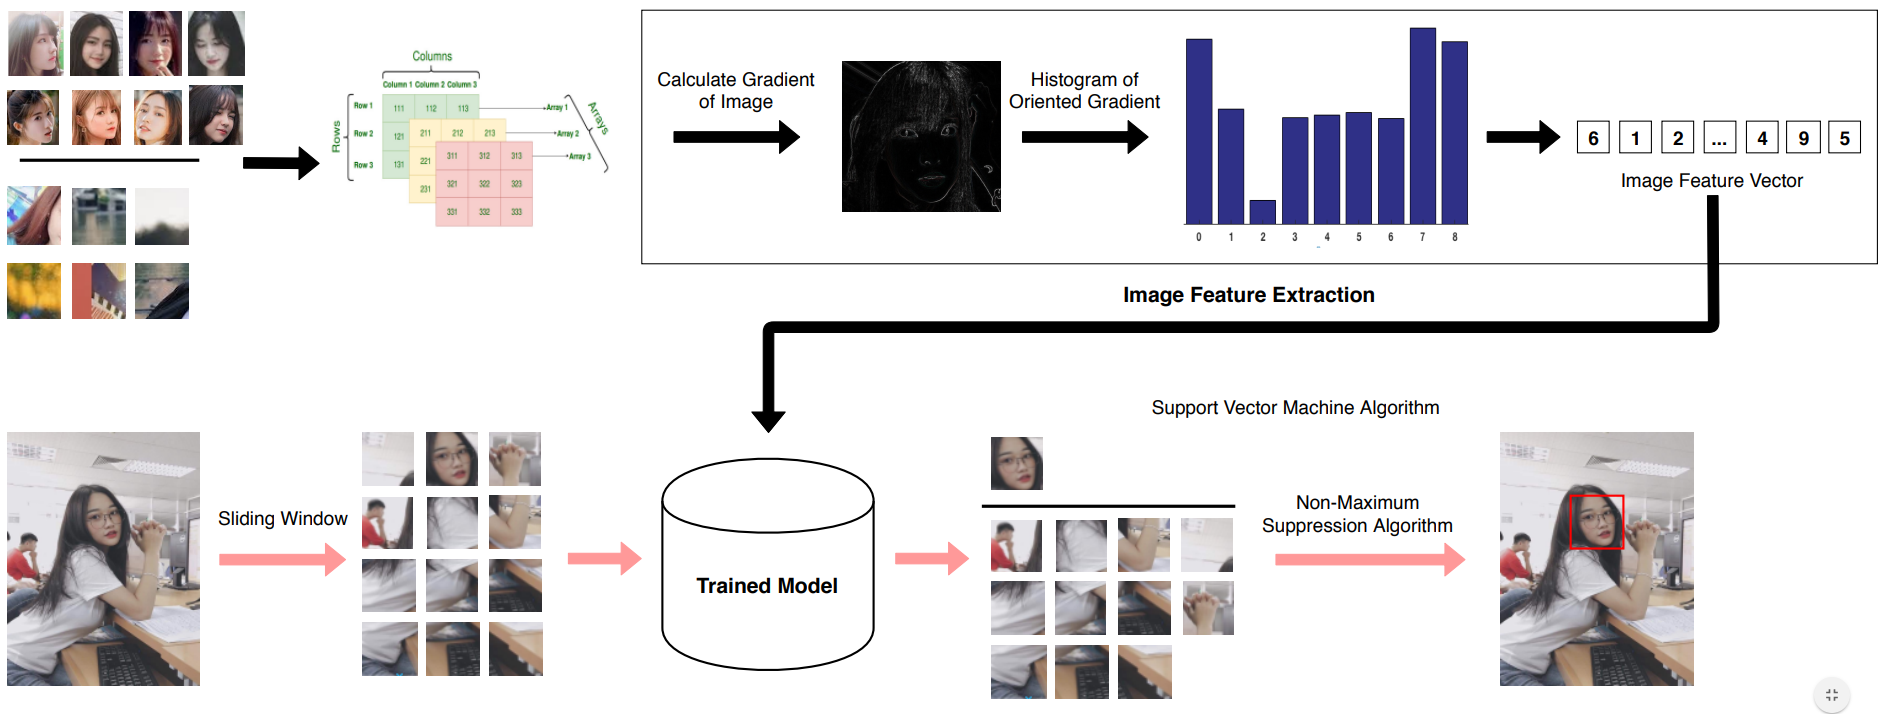 Columns
Column 1 Column 2 Column 3
Rows
Row 1
Row 2
Row 3
111 112 113
121
131
211 212 213
221
231
311 312 313
321 322 323
331 332 333
Array 1
Array 2
Array 3
Arrays
Calculate Gradient
of Image
Histogram of
Oriented Gradient
0 1 2 3 4 5 6 7 8
6 1 2 ... 4 9 5
Image Feature Vector
Image Feature Extraction
Sliding Window
Trained Model
Support Vector Machine Algorithm
Non-Maximum
Suppression Algorithm